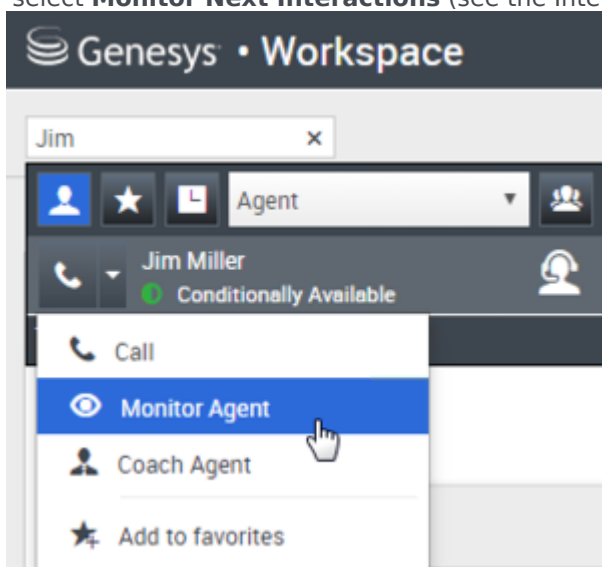 select Monitor Next Interactions (see the Inte
Genesys • Workspace
Jim ×
Agent
Jim Miller
Conditionally Available
Call
Monitor Agent
Coach Agent
Add to favorites